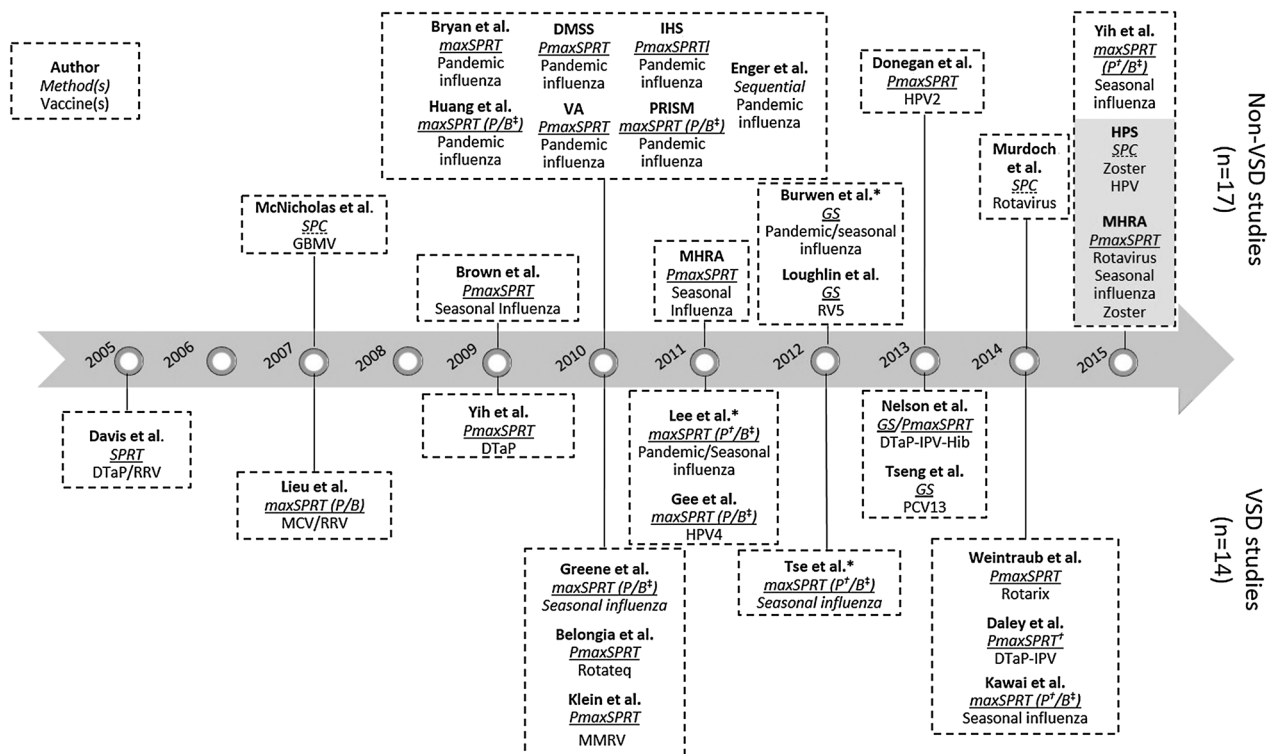 Author
Method(s)
Vaccine(s)
Bryan et al.
maxSPRT
Pandemic
influenza
Huang et al.
maxSPRT (P/B‡)
Pandemic
influenza
DMSS
PmaxSPRT
Pandemic
influenza
VA
PmaxSPRT
Pandemic
influenza
IHS
PmaxSPRTl
Pandemic
influenza
PRISM
maxSPRT (P/B‡)
Pandemic
influenza
Enger et al.
Sequential
Pandemic
influenza
Donegan et al.
PmaxSPRT
HPV2
Murdoch
et al.
SPC
Rotavirus
Yih et al.
maxSPRT
(P†/B‡)
Seasonal
influenza
HPS
SPC
Zoster
HPV
MHRA
PmaxSPRT
Rotavirus
Seasonal
influenza
Zoster
Non-VSD studies
(n=17)
McNicholas et al.
SPC
GBMV
Brown et al.
PmaxSPRT
Seasonal Influenza
MHRA
PmaxSPRT
Seasonal
Influenza
Burwen et al.*
GS
Pandemic/seasonal
influenza
Loughlin et al.
GS
RV5
2005
2006
2007
2008
2009
2010
2011
2012
2013
2014
2015
Davis et al.
SPRT
DTaP/RRV
Lieu et al.
maxSPRT (P/B)
MCV/RRV
Yih et al.
PmaxSPRT
DTaP
Greene et al.
maxSPRT (P/B‡)
Seasonal influenza
Belongia et al.
PmaxSPRT
Rotateq
Klein et al.
PmaxSPRT
MMRV
Lee et al.*
maxSPRT (P†/B‡)
Pandemic/Seasonal
influenza
Gee et al.
maxSPRT (P/B‡)
HPV4
Tse et al.*
maxSPRT (P†/B‡)
Seasonal influenza
Nelson et al.
GS/PmaxSPRT
DTaP-IPV-Hib
Tseng et al.
GS
PCV13
Weintraub et al.
PmaxSPRT
Rotarix
Daley et al.
PmaxSPRT†
DTaP-IPV
Kawai et al.
maxSPRT (P†/B‡)
Seasonal influenza
VSD studies
(n=14)